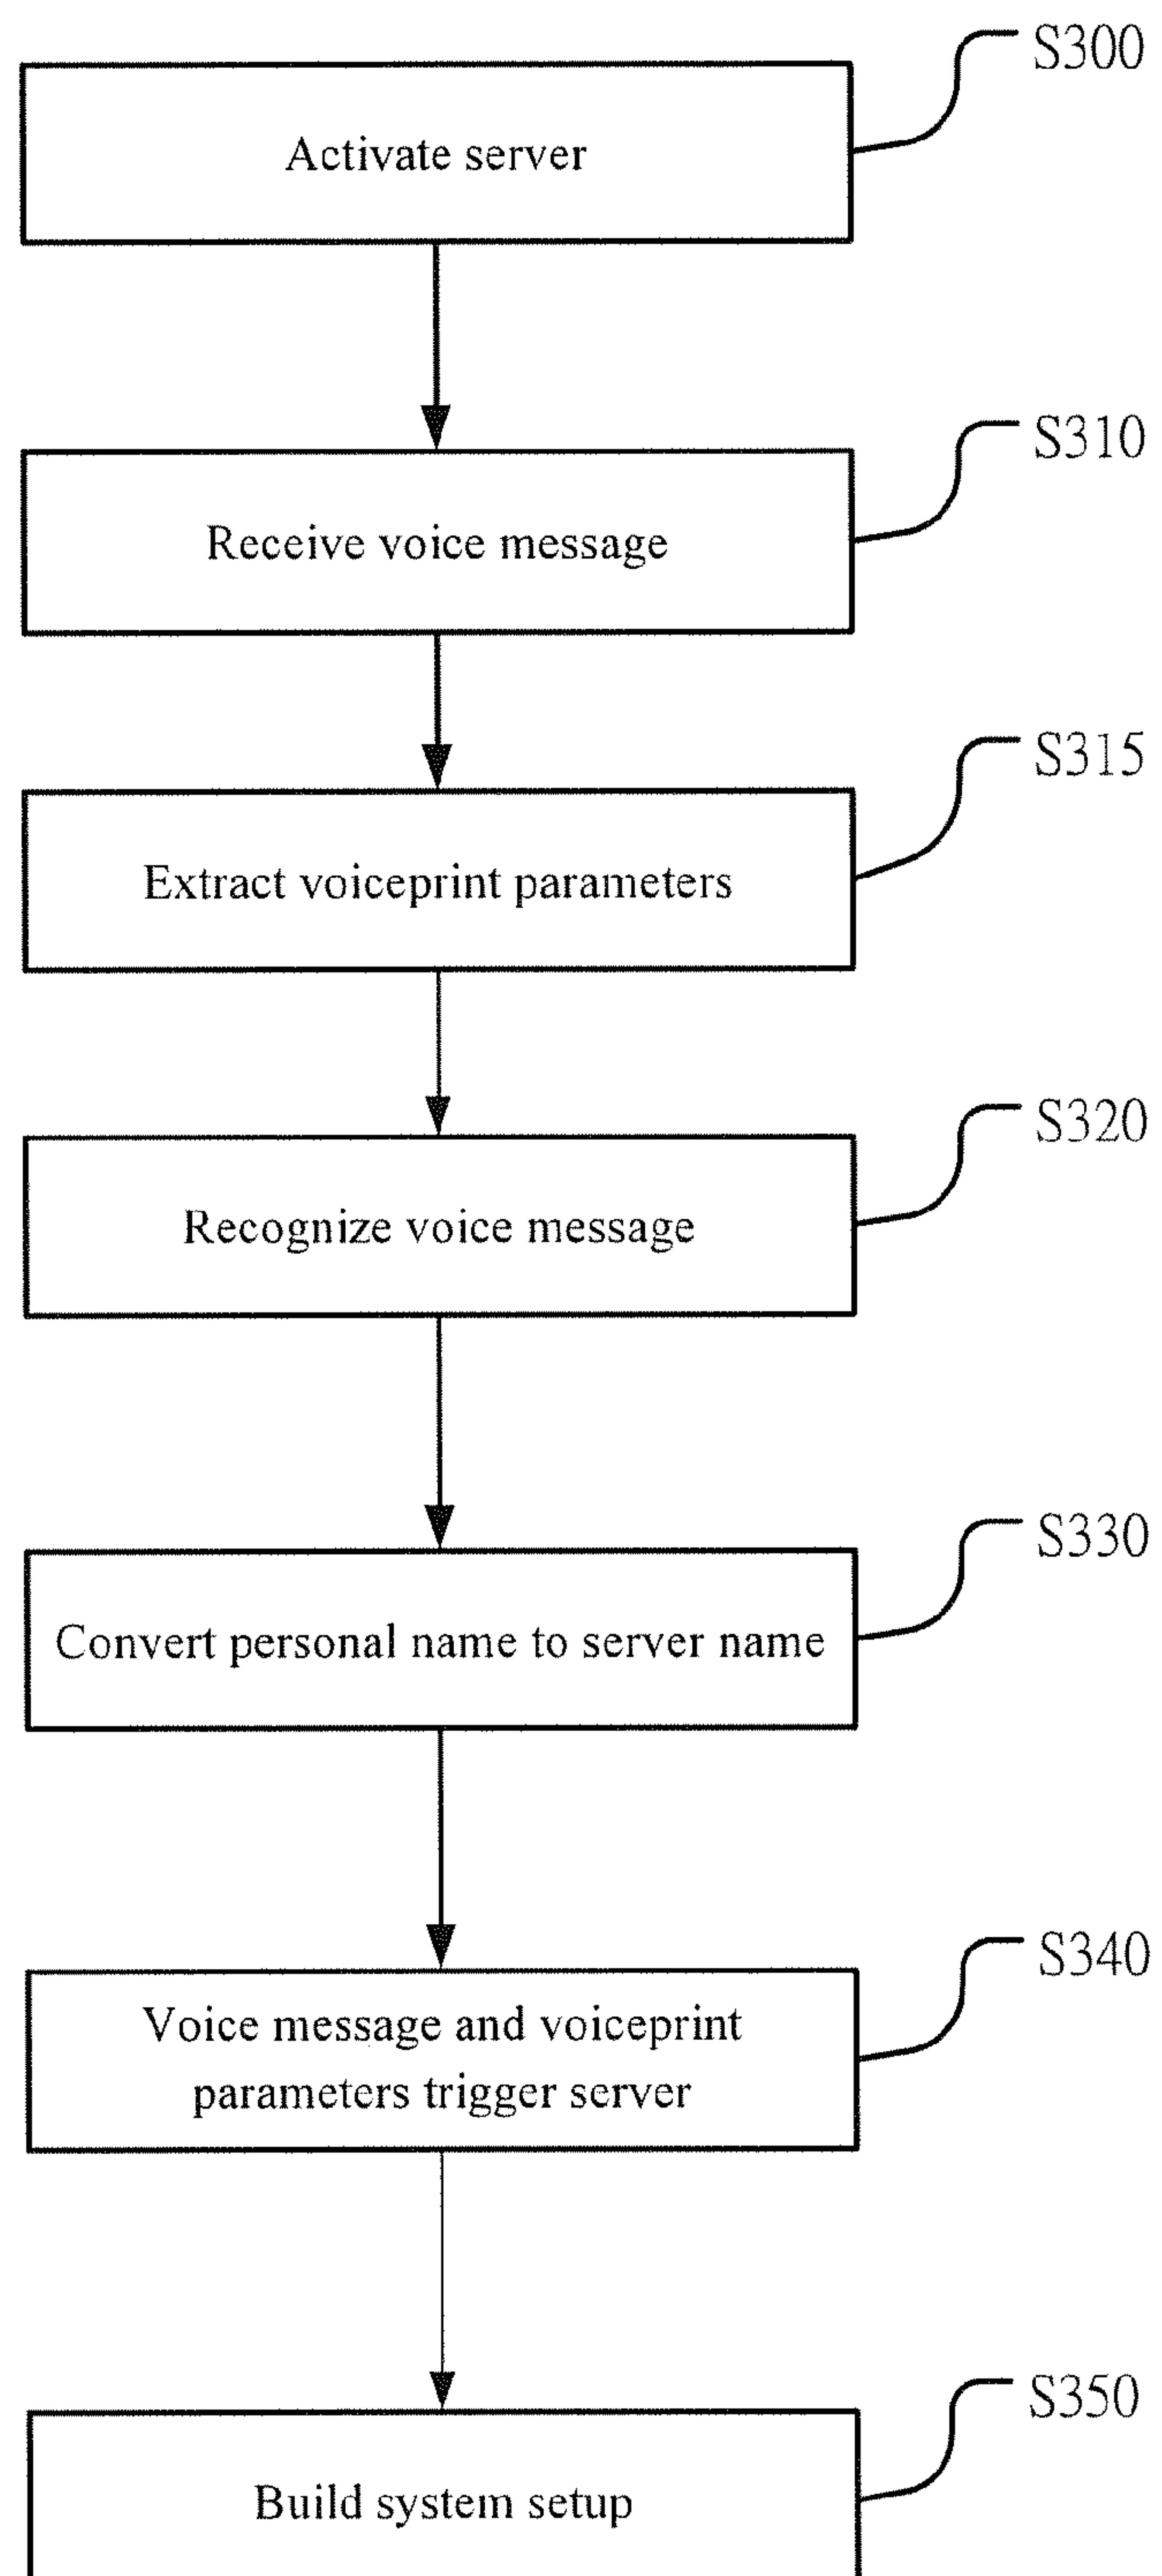 S300
Activate server
S310
Receive voice message
S315
Extract voiceprint parameters
S320
Recognize voice message
S330
Convert personal name to server name
S340
Voice message and voiceprint
parameters trigger server
S350
Build system setup